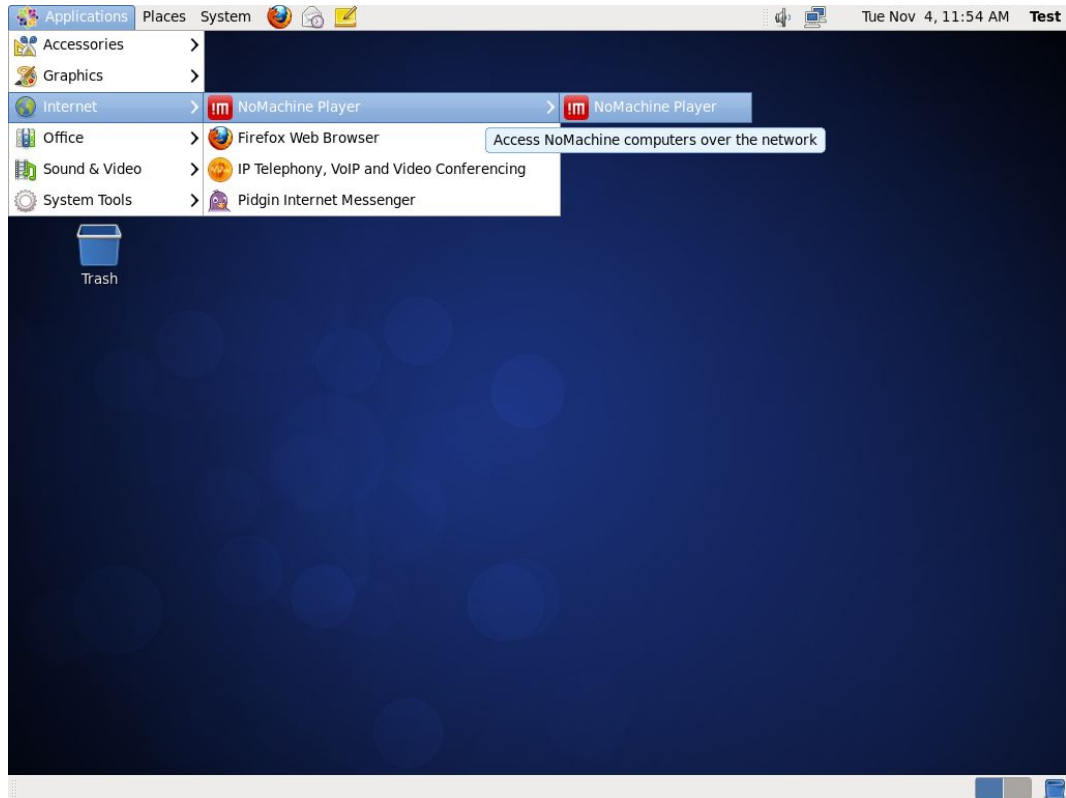 Applications Places System Tue Nov 4, 11:54 AM Test
Accessories
Graphics
Internet !M NoMachine Player !M NoMachine Player
Office Firefox Web Browser Access NoMachine computers over the network
Sound & Video IP Telephony, VoIP and Video Conferencing
System Tools Pidgin Internet Messenger
Trash